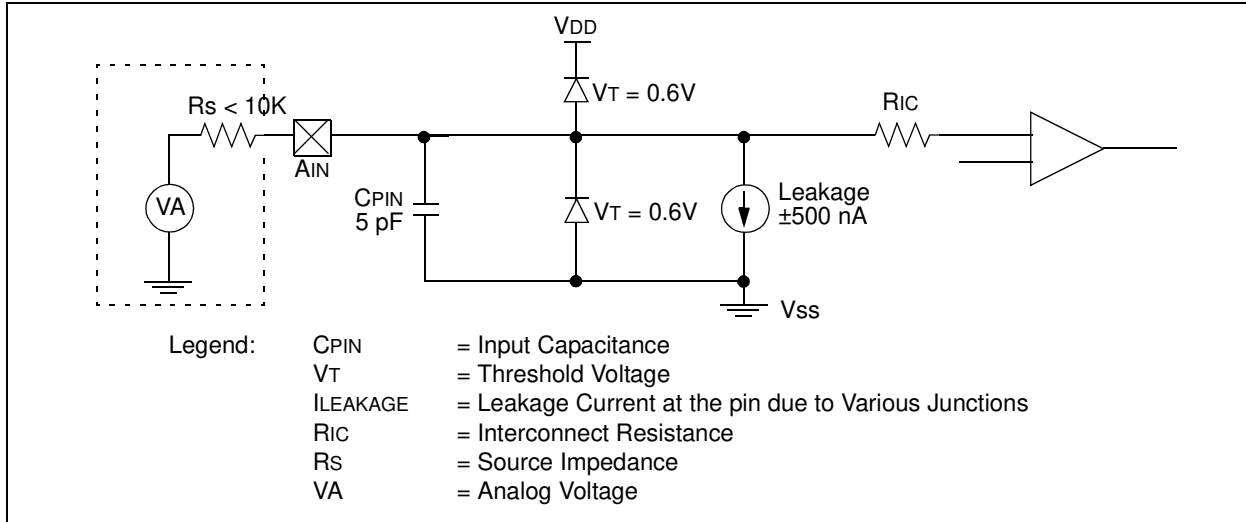 VDD
VT = 0.6V
Rs < 10K
RIC
AIN
VA
CPIN
5 pF
VT = 0.6V
Leakage
±500 nA
Vss
Legend: CPIN = Input Capacitance
VT = Threshold Voltage
ILEAKAGE = Leakage Current at the pin due to Various Junctions
RIC = Interconnect Resistance
RS = Source Impedance
VA = Analog Voltage